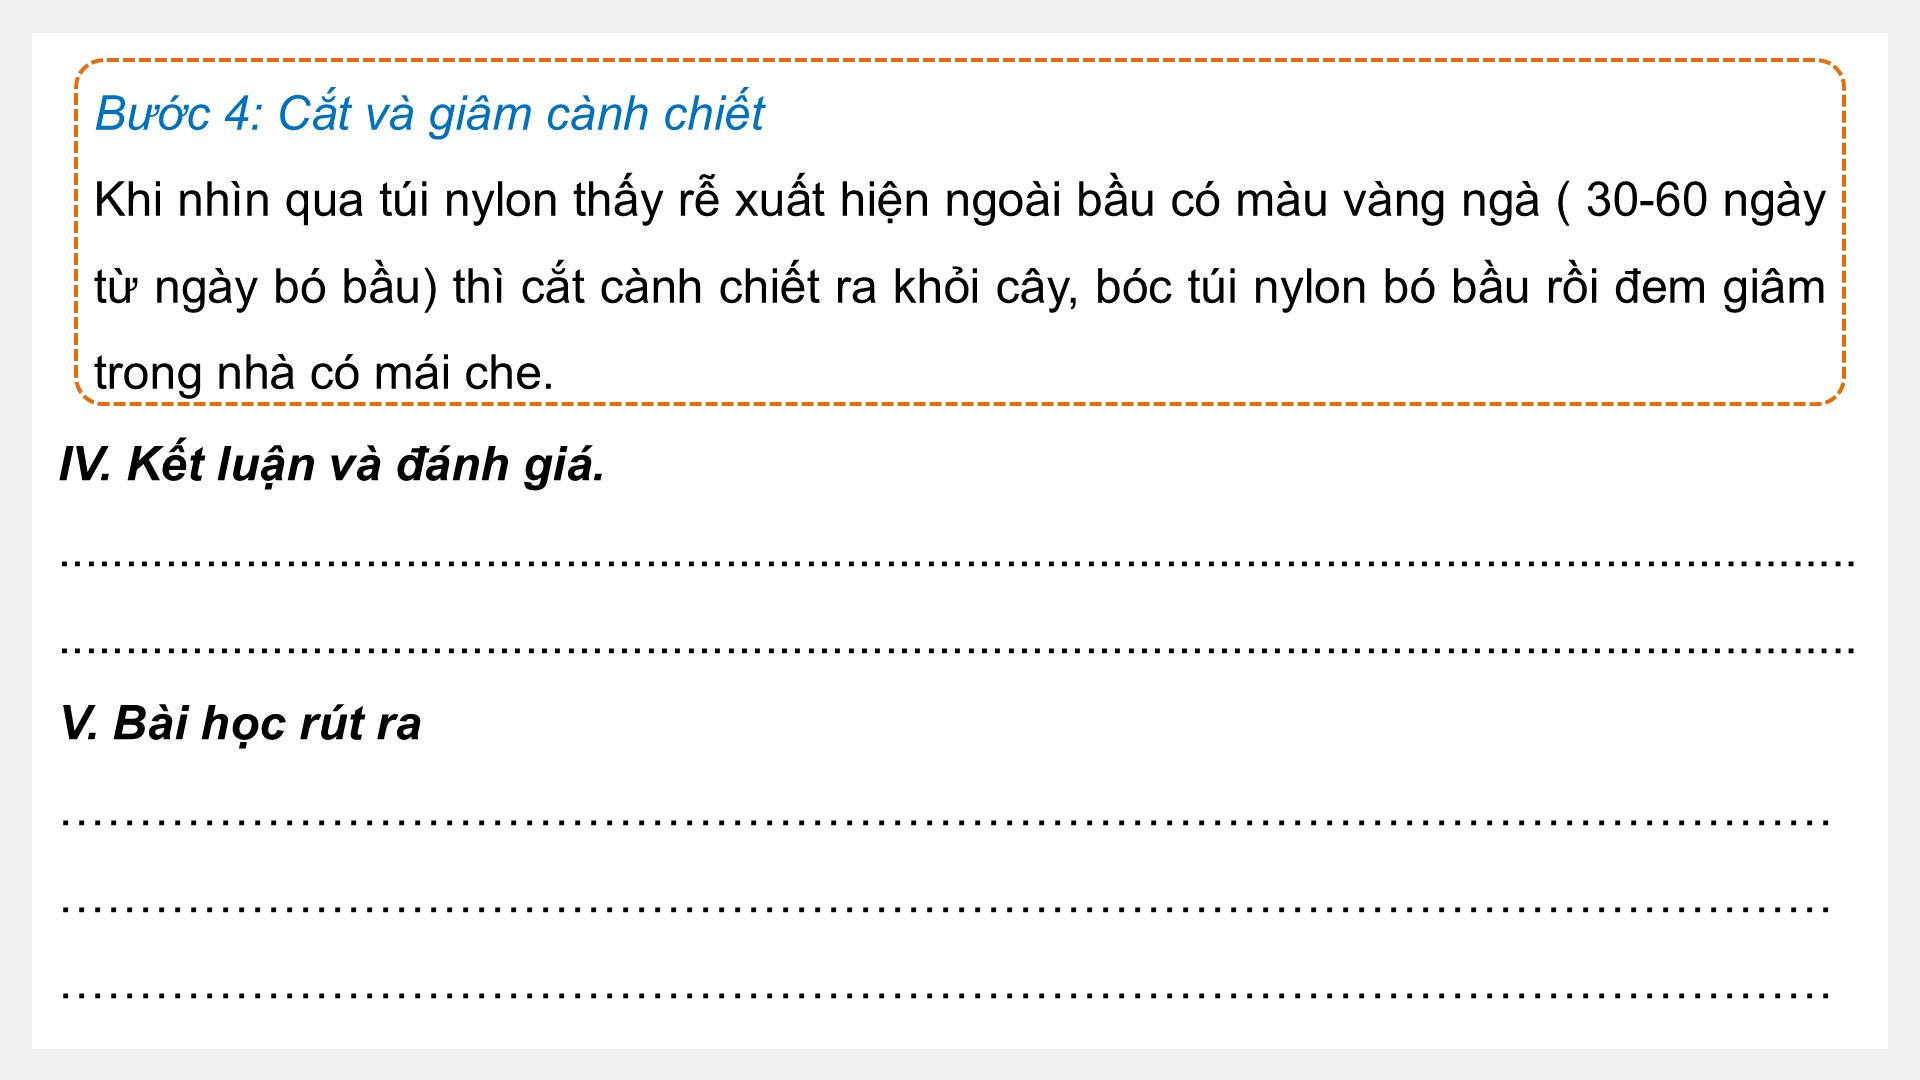 Bước 4: Cắt và giâm cành chiết
Khi nhìn qua túi nylon thấy rễ xuất hiện ngoài bầu có màu vàng ngà ( 30-60 ngày
từ ngày bó bầu) thì cắt cành chiết ra khỏi cây, bóc túi nylon bó bầu rồi đem giâm
trong nhà có mái che.
IV. Kết luận và đánh giá.
.......................................................................................................................................
.......................................................................................................................................
V. Bài học rút ra
………………………………………………………………………………………………………………
………………………………………………………………………………………………………………
………………………………………………………………………………………………………………